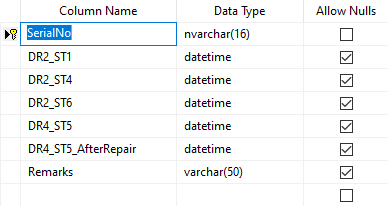 Column Name Data Type Allow Nulls
SerialNo nvarchar(16)
DR2_ST1 datetime
DR2_ST4 datetime
DR2_ST6 datetime
DR4_ST5 datetime
DR4_ST5_AfterRepair datetime
Remarks varchar(50)